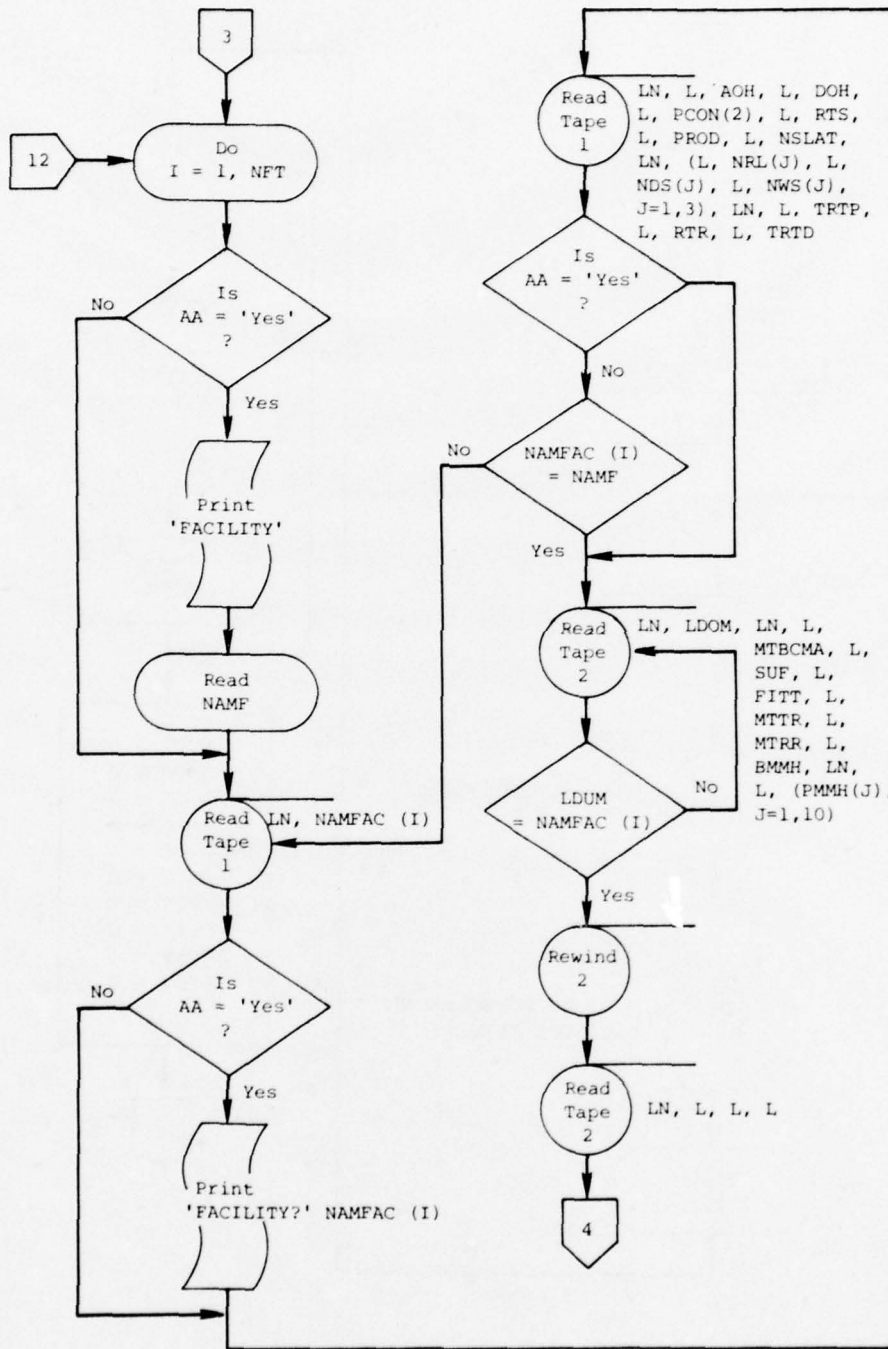 3
12
Do
I = 1, NFT
Is
AA = 'Yes'
?
No
Yes
Print
'FACILITY'
Read
NAMF
Read
Tape
1
LN, NAMFAC (I)
Is
AA = 'Yes'
?
No
Yes
Print
'FACILITY?' NAMFAC (I)
Read
Tape
1
LN, L, AOH, L, DOH,
L, PCON(2), L, RTS,
L, PROD, L, NSLAT,
LN, (L, NRL(J), L,
NDS(J), L, NWS(J),
J=1,3), LN, L, TRTP,
L, RTR, L, TRTD
Is
AA = 'Yes'
?
No
No
NAMFAC (I)
= NAMF
Yes
Read
Tape
2
LN, LDOM, LN, L,
MTBCMA, L,
SUF, L,
FITT, L,
MTTR, L,
MTRR, L,
BMMH, LN,
L, (PMMH(J),
J=1,10)
LDUM
= NAMFAC (I)
No
Yes
Rewind
2
Read
Tape
2
LN, L, L, L
4